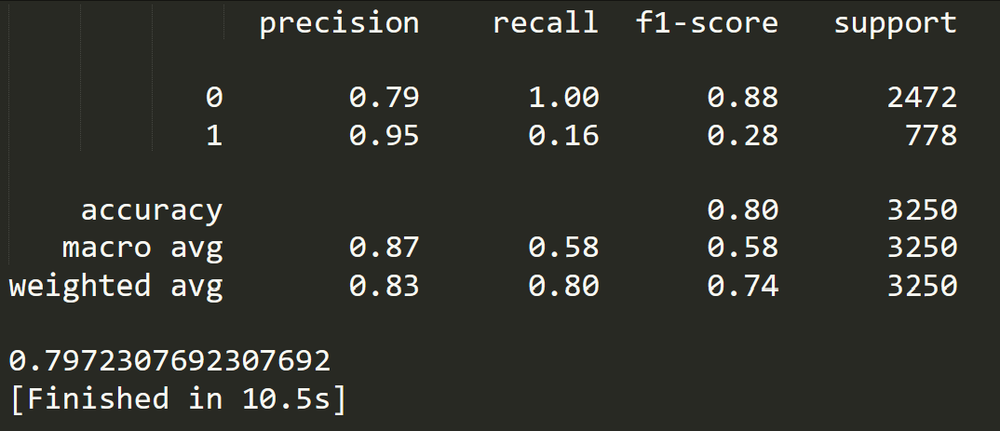 precision recall f1-score support
0 0.79 1.00 0.88 2472
1 0.95 0.16 0.28 778
accuracy 0.80 3250
macro avg 0.87 0.58 0.58 3250
weighted avg 0.83 0.80 0.74 3250
0.7972307692307692
[Finished in 10.5s]